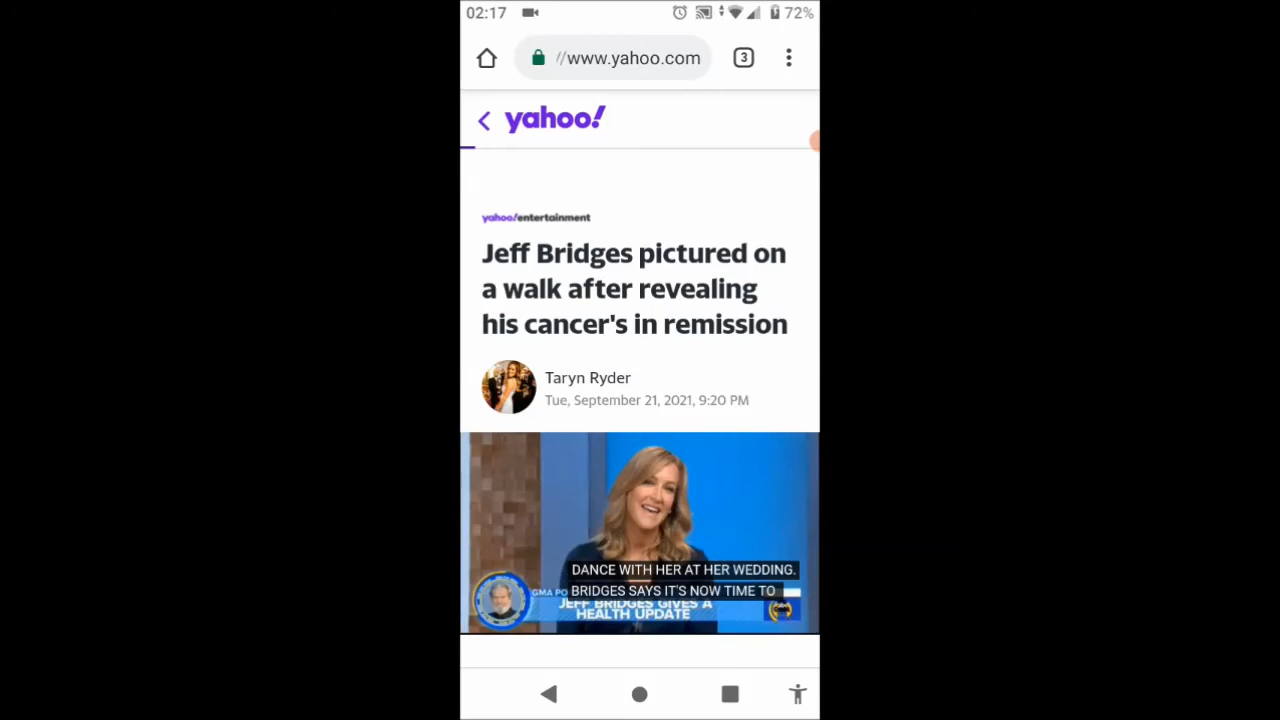 02:17 72%
//www.yahoo.com 3
yahoo!
yahoo!entertainment
Jeff Bridges pictured on
a walk after revealing
his cancer's in remission
Taryn Ryder
Tue, September 21, 2021, 9:20 PM
DANCE WITH HER AT HER WEDDING.
BRIDGES SAYS IT'S NOW TIME TO
GMA PO
JEFF BRIDGES GIVES A
HEALTH UPDATE